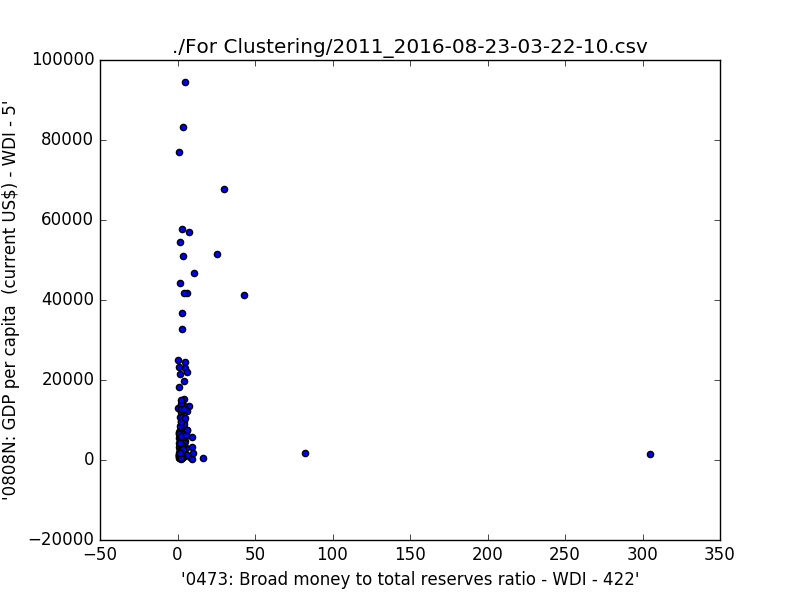 ./For Clustering/2011_2016-08-23-03-22-10.csv
100000
80000
60000
40000
20000
0
−20000
'0808N: GDP per capita  (current US$) - WDI - 5'
−50 0 50 100 150 200 250 300 350
'0473: Broad money to total reserves ratio - WDI - 422'